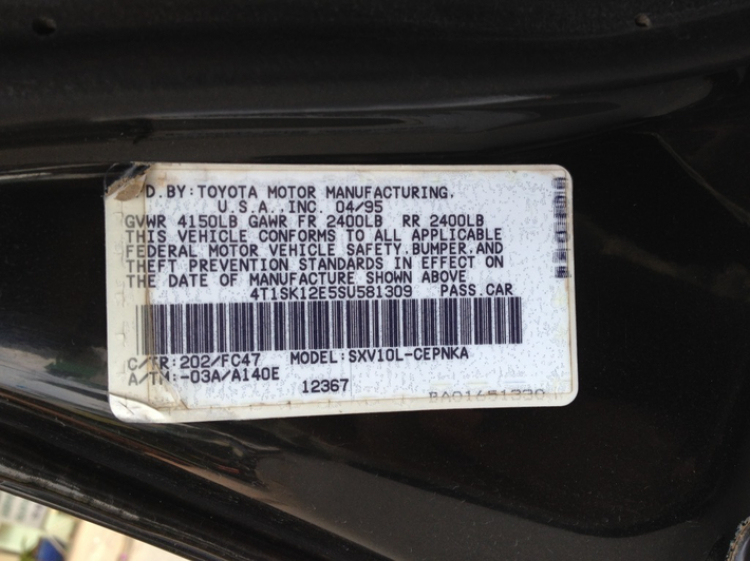 D. BY: TOYOTA MOTOR MANUFACTURING,
U.S.A., INC. 04/95
GVWR 4150LB GAWR FR 2400LB RR 2400LB
THIS VEHICLE CONFORMS TO ALL APPLICABLE
FEDERAL MOTOR VEHICLE SAFETY, BUMPER, AND
THEFT PREVENTION STANDARDS IN EFFECT ON
THE DATE OF MANUFACTURE SHOWN ABOVE
4T1SK12E5SU581309 PASS.CAR
C/TR:202/FC47 MODEL:SXV10L-CEPNKA
A/TM:-03A/A140E
12367